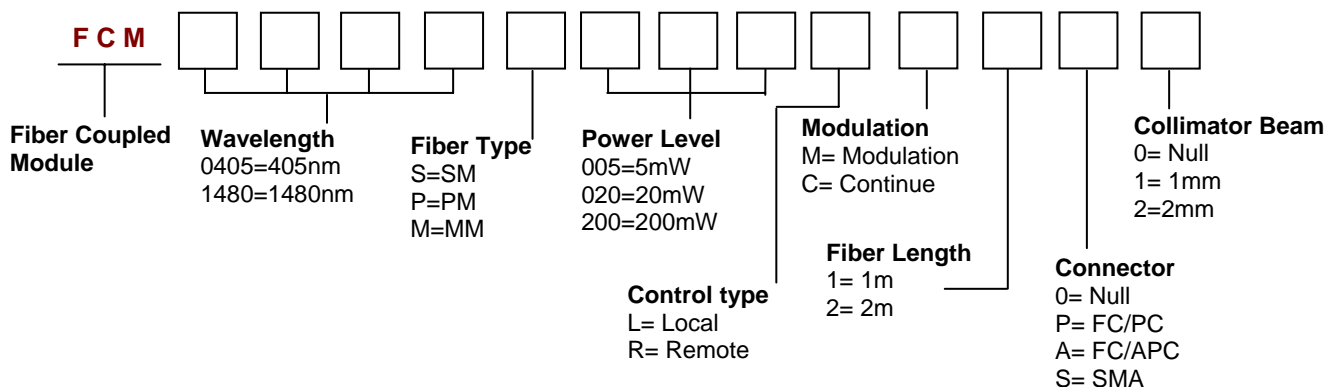 F C M
Fiber Coupled
Module
Wavelength
0405=405nm
1480=1480nm
Fiber Type
S=SM
P=PM
M=MM
Power Level
005=5mW
020=20mW
200=200mW
Control type
L= Local
R= Remote
Modulation
M= Modulation
C= Continue
Fiber Length
1= 1m
2= 2m
Connector
0= Null
P= FC/PC
A= FC/APC
S= SMA
Collimator Beam
0= Null
1= 1mm
2=2mm